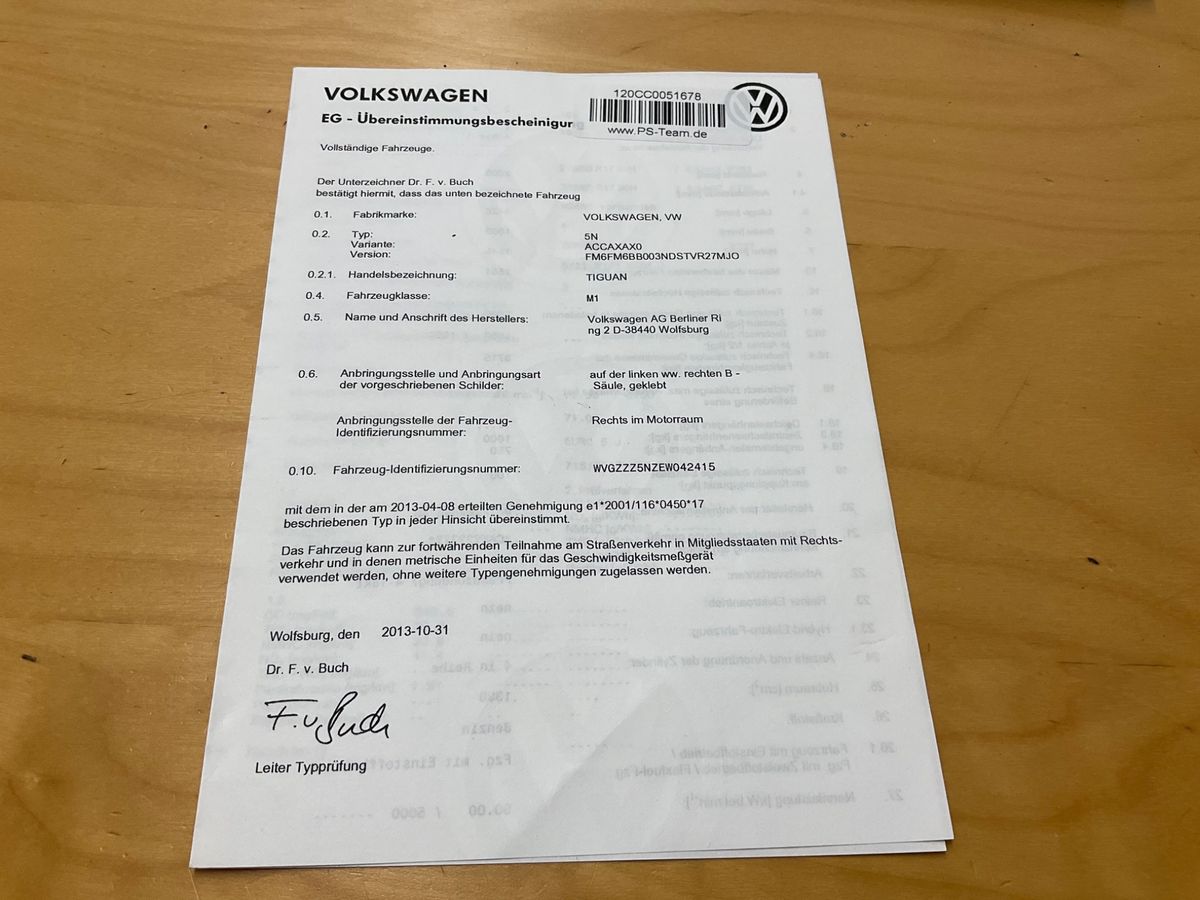 VOLKSWAGEN
120CC0051678
www.PS-Team.de
EG - Übereinstimmungsbescheinigur
Vollständige Fahrzeuge.
Der Unterzeichner Dr. F. v. Buch
bestätigt hiermit, dass das unten bezeichnete Fahrzeug
0.1. Fabrikmarke: VOLKSWAGEN, VW
0.2. Typ: 5N
Variante: ACCAXAX0
Version: FM6FM6BB003NDSTVR27MJO
0.2.1. Handelsbezeichnung: TIGUAN
0.4. Fahrzeugklasse: M1
0.5. Name und Anschrift des Herstellers: Volkswagen AG Berliner Ri
ng 2 D-38440 Wolfsburg
0.6. Anbringungsstelle und Anbringungsart auf der linken ww. rechten B -
der vorgeschriebenen Schilder: Säule, geklebt
Anbringungsstelle der Fahrzeug- Rechts im Motorraum
Identifizierungsnummer:
0.10. Fahrzeug-Identifizierungsnummer: WVGZZZ5NZEW042415
mit dem in der am 2013-04-08 erteilten Genehmigung e1*2001/116*0450*17
beschriebenen Typ in jeder Hinsicht übereinstimmt.
Das Fahrzeug kann zur fortwährenden Teilnahme am Straßenverkehr in Mitgliedsstaaten mit Rechts-
verkehr und in denen metrische Einheiten für das Geschwindigkeitsmeßgerät
verwendet werden, ohne weitere Typengenehmigungen zugelassen werden.
Wolfsburg, den 2013-10-31
Dr. F. v. Buch
F. v. Buch
Leiter Typprüfung